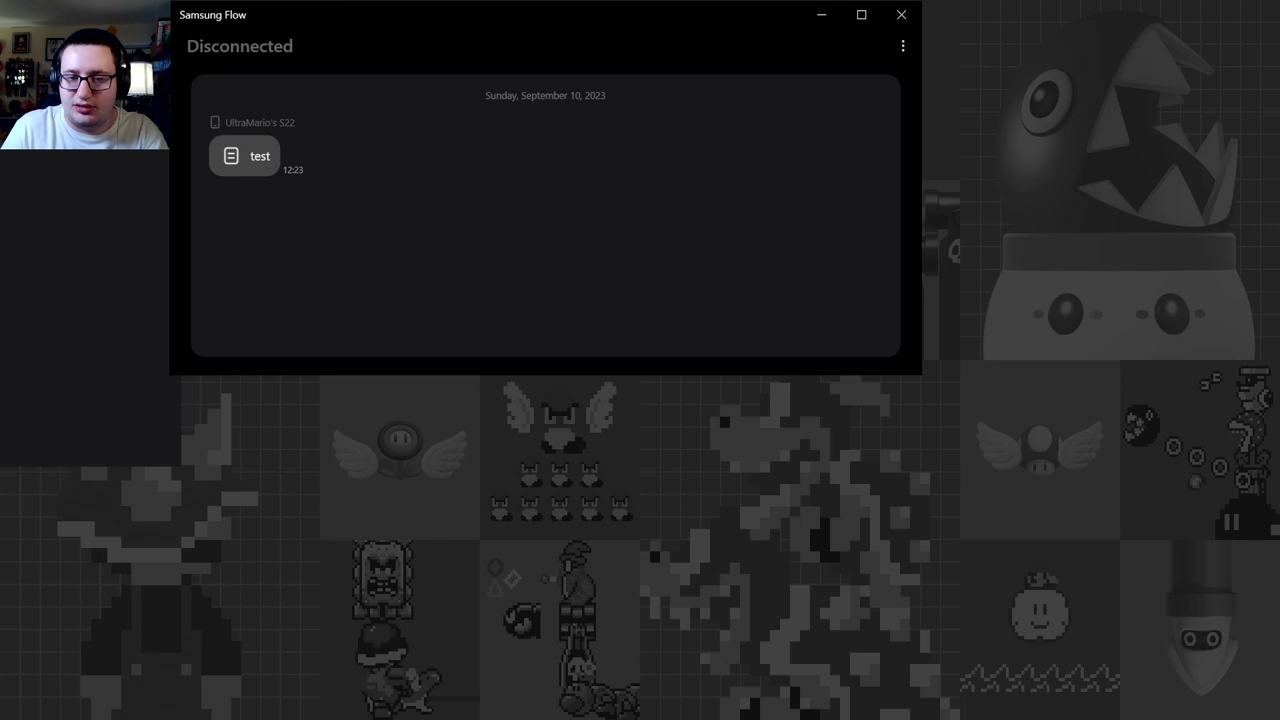 Samsung Flow
Disconnected
Sunday, September 10, 2023
UltraMario's S22
test
12:23